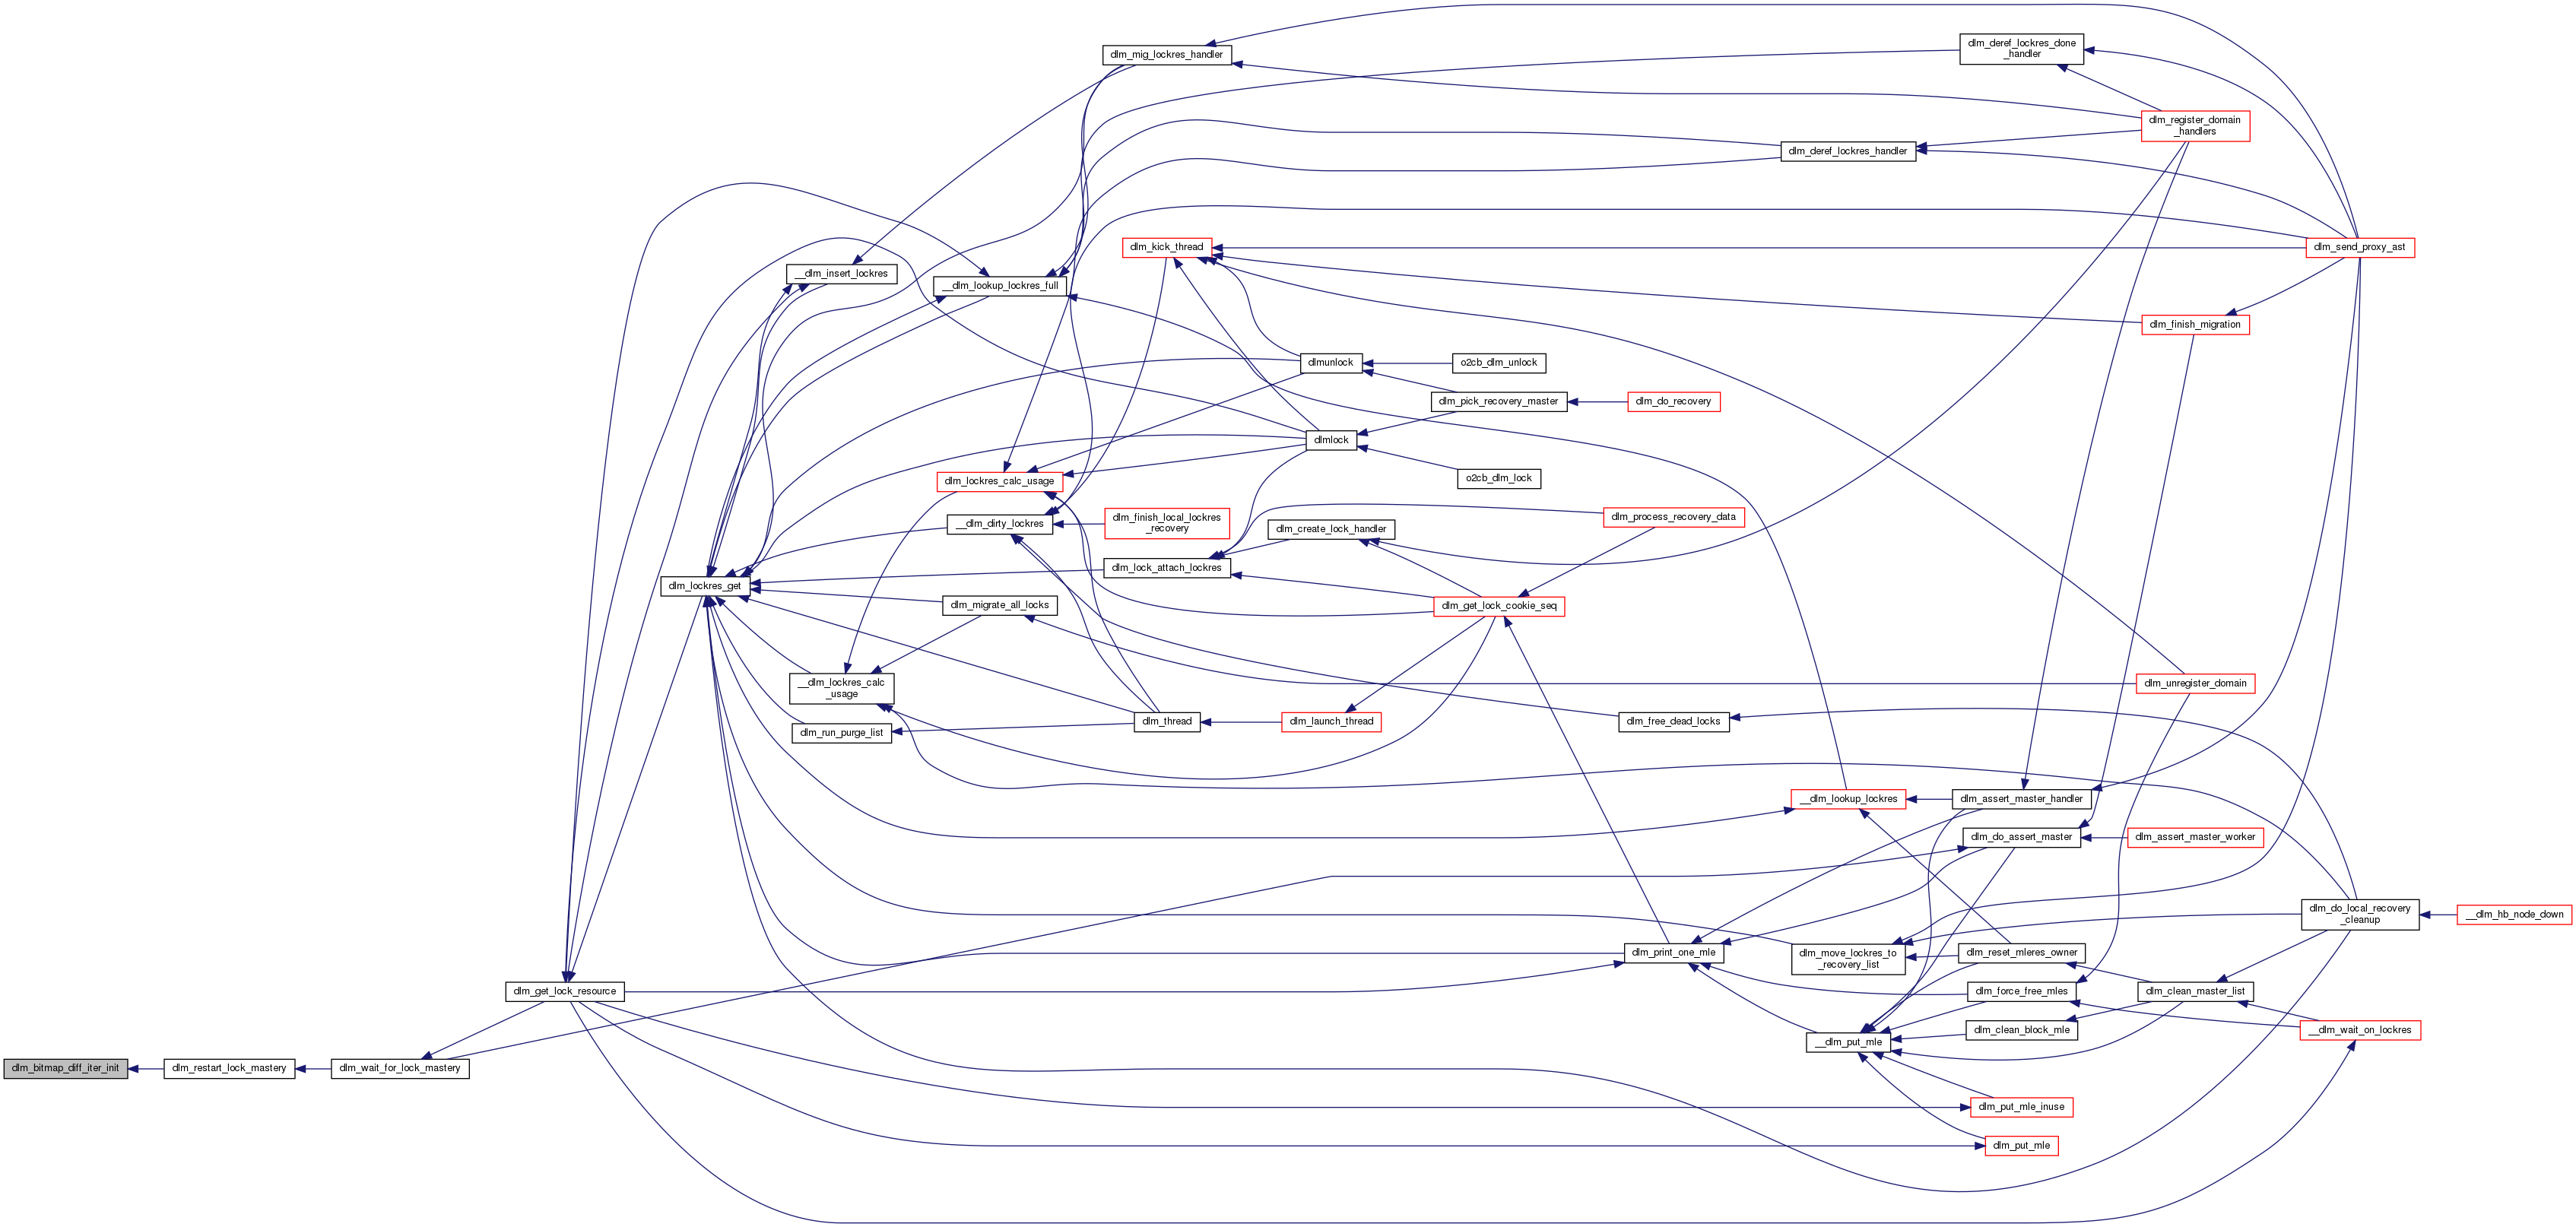 dlm_mig_lockres_handler
dlm_deref_lockres_done
_handler
dlm_register_domain
_handlers
dlm_deref_lockres_handler
dlm_kick_thread
dlm_send_proxy_ast
__dlm_insert_lockres
__dlm_lookup_lockres_full
dlm_finish_migration
dlmunlock
o2cb_dlm_unlock
dlm_pick_recovery_master
dlm_do_recovery
dlmlock
dlm_lockres_calc_usage
o2cb_dlm_lock
__dlm_dirty_lockres
dlm_finish_local_lockres
_recovery
dlm_create_lock_handler
dlm_process_recovery_data
dlm_lock_attach_lockres
dlm_lockres_get
dlm_migrate_all_locks
dlm_get_lock_cookie_seq
__dlm_lockres_calc
_usage
dlm_unregister_domain
dlm_run_purge_list
dlm_thread
dlm_launch_thread
dlm_free_dead_locks
__dlm_lookup_lockres
dlm_assert_master_handler
dlm_do_assert_master
dlm_assert_master_worker
dlm_do_local_recovery
_cleanup
__dlm_hb_node_down
dlm_print_one_mle
dlm_move_lockres_to
_recovery_list
dlm_reset_mleres_owner
dlm_get_lock_resource
dlm_force_free_mles
dlm_clean_master_list
__dlm_put_mle
dlm_clean_block_mle
__dlm_wait_on_lockres
dlm_bitmap_diff_iter_init
dlm_restart_lock_mastery
dlm_wait_for_lock_mastery
dlm_put_mle_inuse
dlm_put_mle